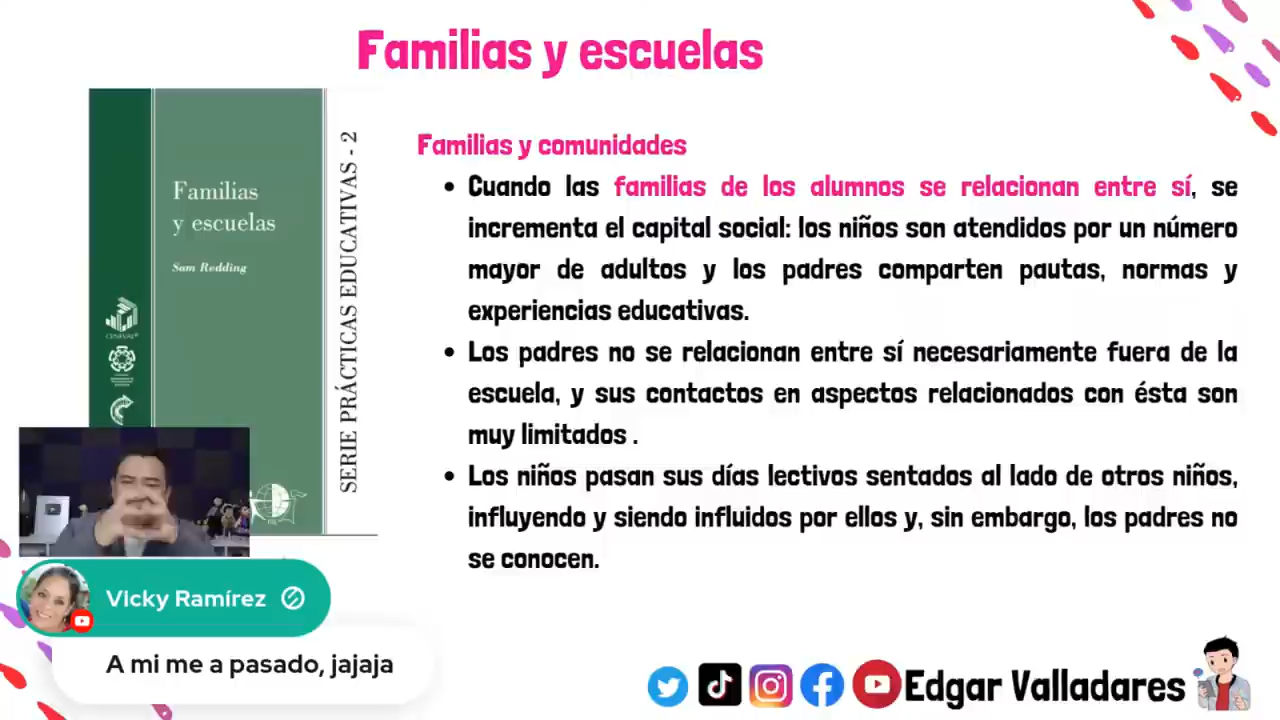 Familias y escuelas
Familias
y escuelas
Sam Redding
SERIE PRÁCTICAS EDUCATIVAS - 2
Familias y comunidades
• Cuando las familias de los alumnos se relacionan entre sí, se
incrementa el capital social: los niños son atendidos por un número
mayor de adultos y los padres comparten pautas, normas y
experiencias educativas.
• Los padres no se relacionan entre sí necesariamente fuera de la
escuela, y sus contactos en aspectos relacionados con ésta son
muy limitados .
• Los niños pasan sus días lectivos sentados al lado de otros niños,
influyendo y siendo influidos por ellos y, sin embargo, los padres no
se conocen.
Vicky Ramírez
A mi me a pasado, jajaja
Edgar Valladares